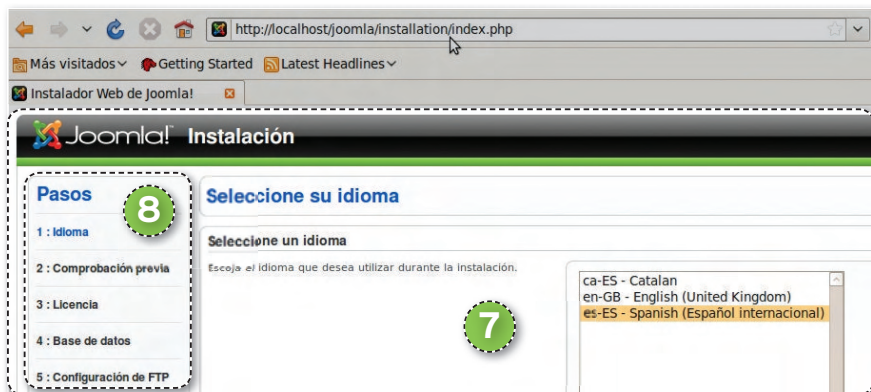 http://localhost/joomla/installation/index.php
Más visitados Getting Started Latest Headlines
Instalador Web de Joomla!
Joomla! Instalación
Pasos
8
1 : Idioma
2 : Comprobación previa
3 : Licencia
4 : Base de datos
5 : Configuración de FTP
Seleccione su idioma
Seleccione un idioma
Escoja el idioma que desea utilizar durante la instalación.
7
ca-ES - Catalan
en-GB - English (United Kingdom)
es-ES - Spanish (Español internacional)